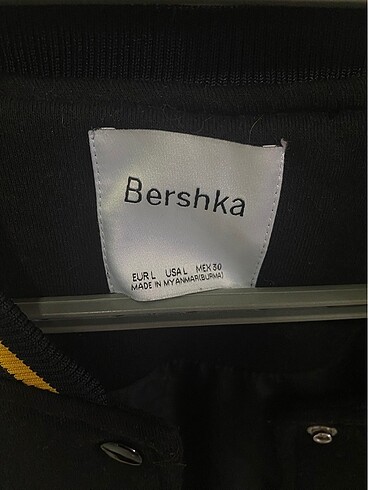 Bershka
EUR L USA L MEX 30
MADE IN MYANMAR(BURMA)